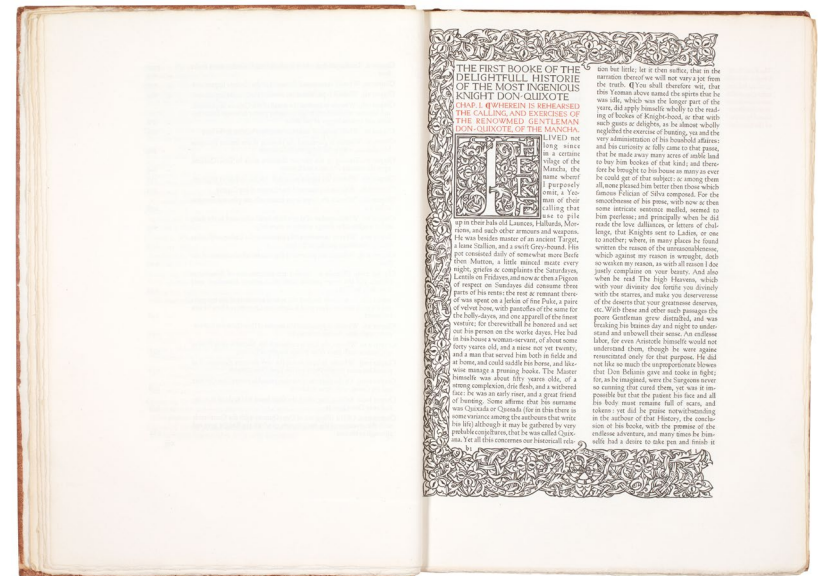 THE FIRST BOOKE OF THE
DELIGHTFULL HISTORIE
OF THE MOST INGENIOUS
KNIGHT DON-QUIXOTE
CHAP. I. ¶WHEREIN IS REHEARSED
THE CALLING, AND EXERCISES OF
THE RENOWMED GENTLEMAN
DON-QUIXOTE, OF THE MANCHA.
THERE
LIVED not
long since
in a certaine
vilage of the
Mancha, the
name wherof
I purposely
omit, a Yeo-
man of their
calling that
use to pile
up in their hals old Launces, Halbards, Mor-
rions, and such other armours and weapons.
He was besides master of an ancient Target,
a leane Stallion, and a swift Grey-hound. His
pot consisted daily of somewhat more Beefe
then Mutton, a little minced meate every
night, griefes & complaints the Saturdayes,
Lentils on Fridayes, and now & then a Pigeon
of respect on Sundayes did consume three
parts of his rents: the rest & remnant there-
of was spent on a Jerkin of fine Puke, a paire
of velvet hose, with pantofles of the same for
the holly-dayes, and one apparell of the finest
vesture; for therewithall he honored and set
out his person on the worke dayes. Hee had
in his house a woman-servant, of about some
forty yeares old, and a niese not yet twenty,
and a man that served him both in fielde and
at home, and could saddle his horse, and like-
wise manage a pruning hooke. The Master
himselfe was about fifty yeares olde, of a
strong complexion, drie flesh, and a withered
face: he was an early riser, and a great friend
of hunting. Some affirme that his surname
was Quixada or Quesada (for in this there is
some variance among the authours that write
his life) although it may be gathered by very
probable conjectures, that he was called Quix-
ana. Yet all this concernes our historicall rela-
b1
tion but little; let it then suffice, that in the
narration thereof we will not vary a jot from
the truth. ¶You shall therefore wit, that
this Yeoman above named the spirits that he
was idle, which was the longer part of the
yeare, did apply himselfe wholly to the read-
ing of bookes of Knight-hood, & that with
such gusts & delights, as he almost wholly
neglected the exercise of hunting, yea and the
very administration of his houshold affaires:
and his curiosity & folly came to that passe,
that he made away many acres of arable land
to buy him bookes of that kind; and there-
fore he brought to his house as many as ever
he could get of that subject: & among them
all, none pleased him better then those which
famous Felician of Silva composed. For the
smoothnesse of his prose, with now & then
some intricate sentence medled, seemed to
him peerlesse; and principally when he did
reade the love dalliances, or letters of chal-
lenge, that Knights sent to Ladies, or one
to another; where, in many places he found
written the reason of the unreasonablenesse,
which against my reason is wrought, doth
so weaken my reason, as with all reason I doe
justly complaine on your beauty. And also
when he read The high Heavens, which
with your divinity doe fortifie you divinely
with the starres, and make you deserveresse
of the deserts that your greatnesse deserves,
etc. With these and other such passages the
poore Gentleman grew distracted, and was
breaking his braines day and night to under-
stand and unbowell their sense. An endlesse
labor, for even Aristotle himselfe would not
understand them, though he were againe
resuscitated onely for that purpose. He did
not like so much the unproportionate blowes
that Don Belianis gave and tooke in fight;
for, as he imagined, were the Surgeons never
so cunning that cured them, yet was it im-
possible but that the patient his face and all
his body must remaine full of scars, and
tokens: yet did he praise notwithstanding
in the authour of that History, the conclu-
sion of his booke, with the promise of the
endlesse adventure, and many times he him-
selfe had a desire to take pen and finish it